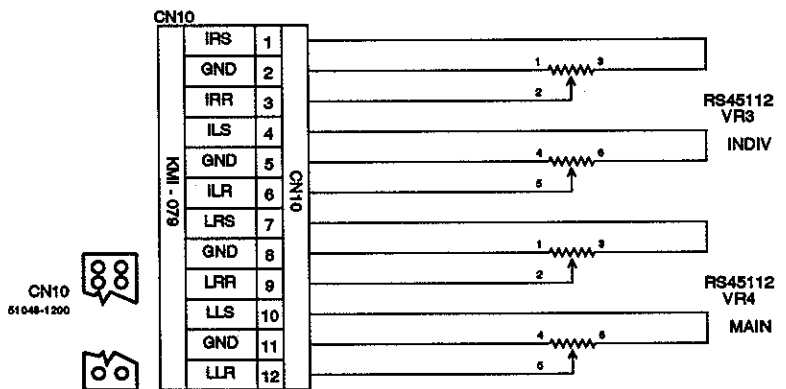 CN10
IRS 1
GND 2
IRR 3
ILS 4
GND 5
ILR 6
LRS 7
GND 8
LRR 9
LLS 10
GND 11
LLR 12
KMI - 079
CN10
1 3
2
RS45112
VR3
INDIV
4 6
5
1 3
2
RS45112
VR4
MAIN
4 6
5
CN10
51048-1200